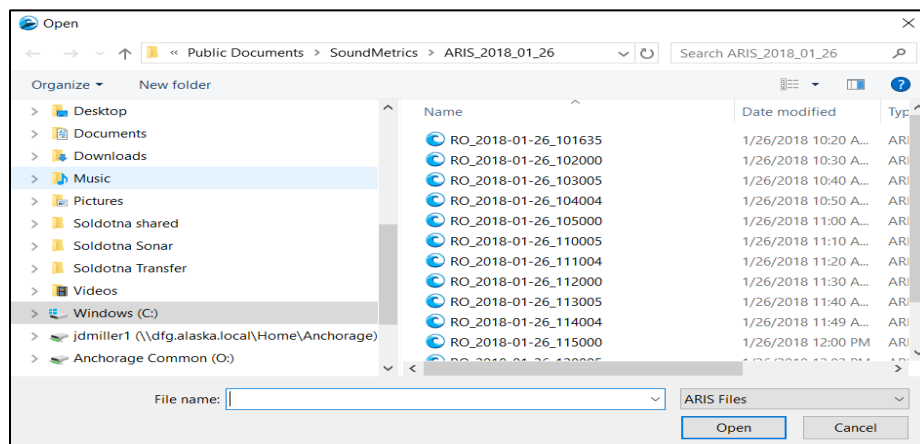 Open
« Public Documents > SoundMetrics > ARIS_2018_01_26
Search ARIS_2018_01_26
Organize New folder
Desktop
Documents
Downloads
Music
Pictures
Soldotna shared
Soldotna Sonar
Soldotna Transfer
Videos
Windows (C:)
jdmiller1 (\\dfg.alaska.local\Home\Anchorage)
Anchorage Common (O:)
Name Date modified Typ
RO_2018-01-26_101635 1/26/2018 10:20 A... ARI
RO_2018-01-26_102000 1/26/2018 10:30 A... ARI
RO_2018-01-26_103005 1/26/2018 10:40 A... ARI
RO_2018-01-26_104004 1/26/2018 10:50 A... ARI
RO_2018-01-26_105000 1/26/2018 11:00 A... ARI
RO_2018-01-26_110005 1/26/2018 11:10 A... ARI
RO_2018-01-26_111004 1/26/2018 11:20 A... ARI
RO_2018-01-26_112000 1/26/2018 11:30 A... ARI
RO_2018-01-26_113005 1/26/2018 11:40 A... ARI
RO_2018-01-26_114004 1/26/2018 11:49 A... ARI
RO_2018-01-26_115000 1/26/2018 12:00 PM ARI
File name:
ARIS Files
Open Cancel